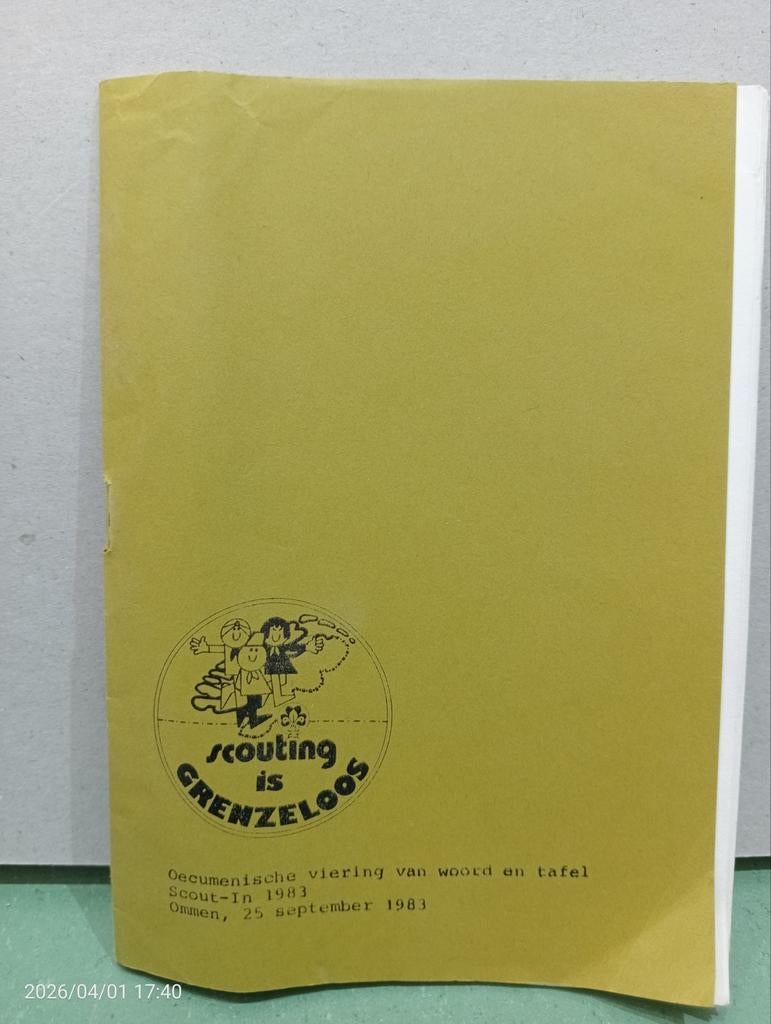 scouting
is
GRENZELOOS
Oecumenische viering van woord en tafel
Scout-In 1983
Ommen, 25 september 1983
2026/04/01 17:40